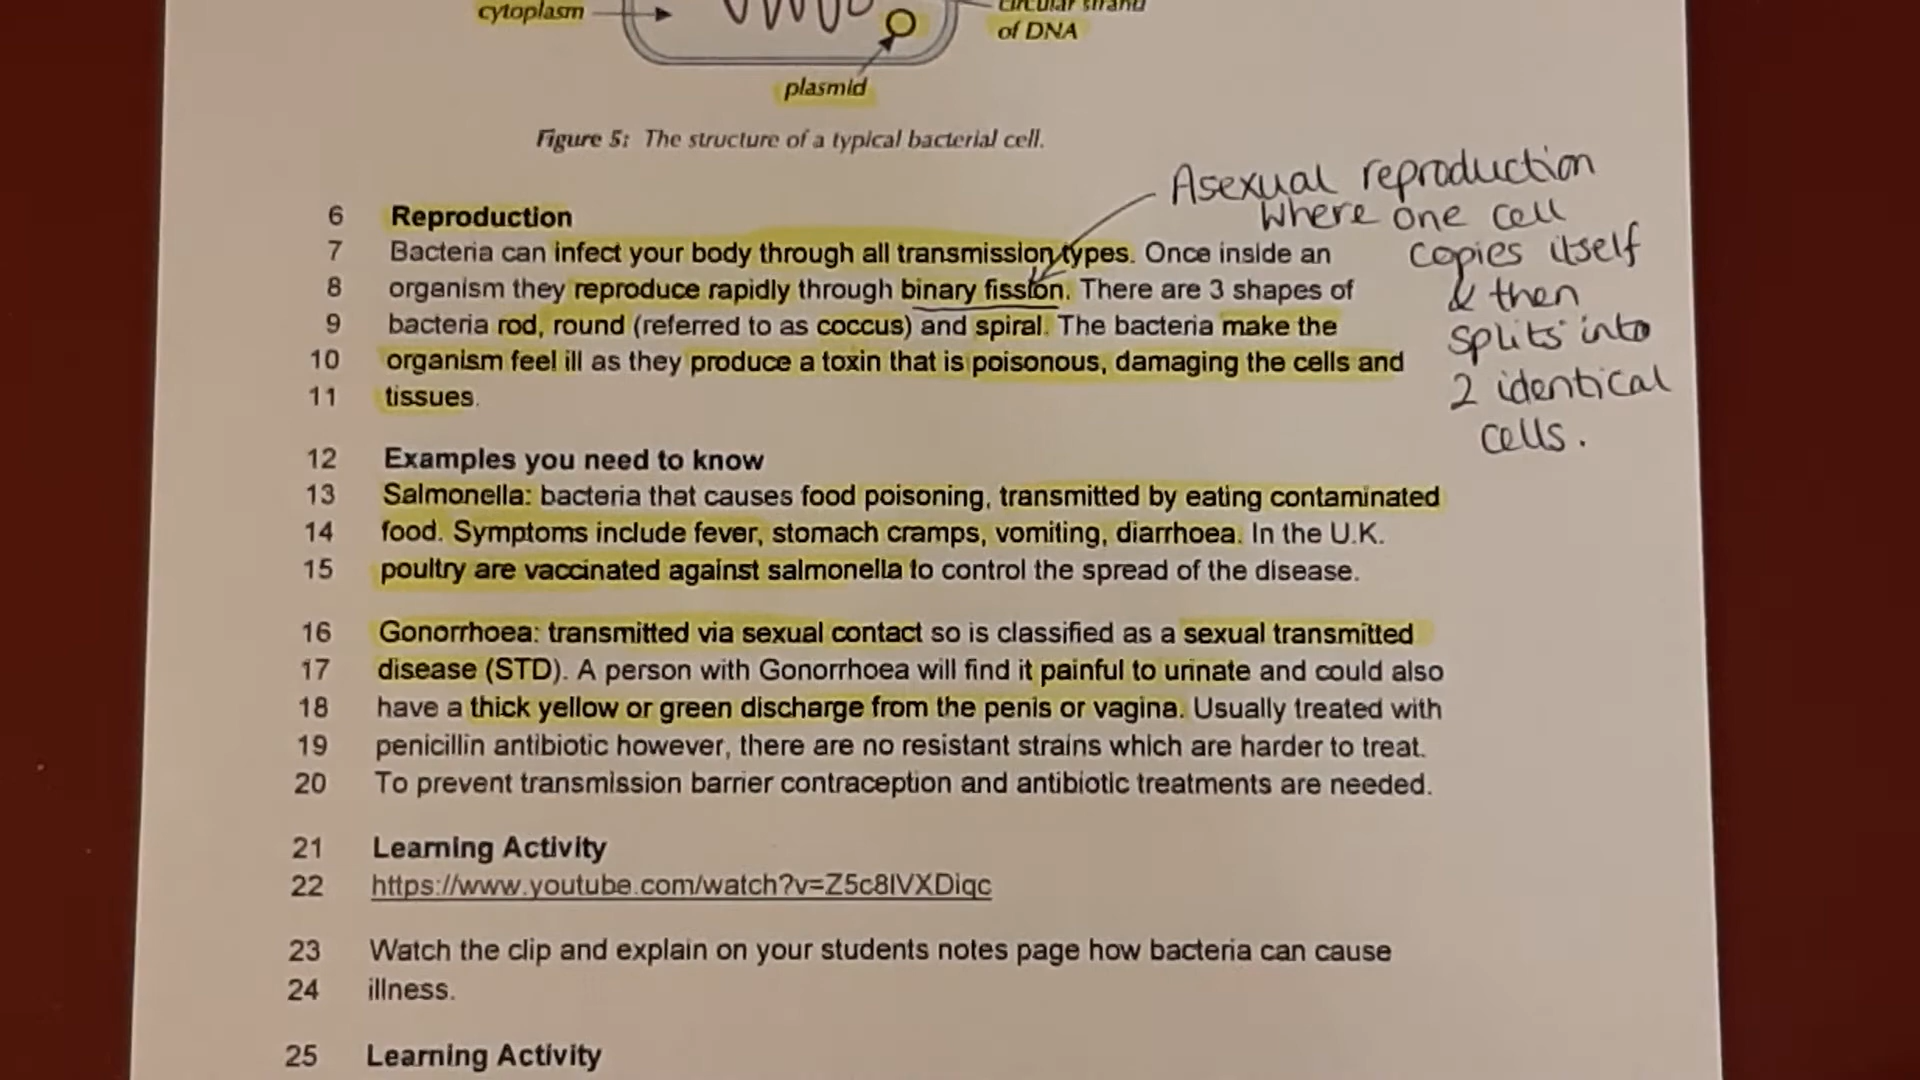 cytoplasm
circular strand
of DNA
plasmid
Figure 5: The structure of a typical bacterial cell.
Asexual reproduction
where one cell
copies itself
& then
splits into
2 identical
cells.
6 Reproduction
7 Bacteria can infect your body through all transmission types. Once inside an
8 organism they reproduce rapidly through binary fission. There are 3 shapes of
9 bacteria rod, round (referred to as coccus) and spiral. The bacteria make the
10 organism feel ill as they produce a toxin that is poisonous, damaging the cells and
11 tissues.
12 Examples you need to know
13 Salmonella: bacteria that causes food poisoning, transmitted by eating contaminated
14 food. Symptoms include fever, stomach cramps, vomiting, diarrhoea. In the U.K.
15 poultry are vaccinated against salmonella to control the spread of the disease.
16 Gonorrhoea: transmitted via sexual contact so is classified as a sexual transmitted
17 disease (STD). A person with Gonorrhoea will find it painful to urinate and could also
18 have a thick yellow or green discharge from the penis or vagina. Usually treated with
19 penicillin antibiotic however, there are no resistant strains which are harder to treat.
20 To prevent transmission barrier contraception and antibiotic treatments are needed.
21 Learning Activity
22 https://www.youtube.com/watch?v=Z5c8IVXDiqc
23 Watch the clip and explain on your students notes page how bacteria can cause
24 illness.
25 Learning Activity